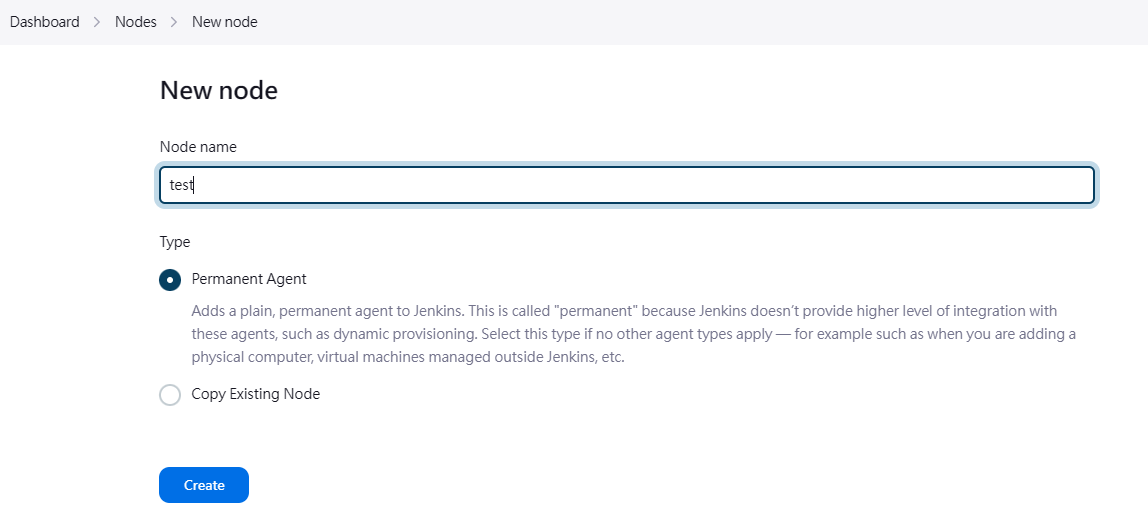 Dashboard > Nodes > New node
New node
Node name
test
Type
Permanent Agent
Adds a plain, permanent agent to Jenkins. This is called "permanent" because Jenkins doesn’t provide higher level of integration with
these agents, such as dynamic provisioning. Select this type if no other agent types apply — for example such as when you are adding a
physical computer, virtual machines managed outside Jenkins, etc.
Copy Existing Node
Create